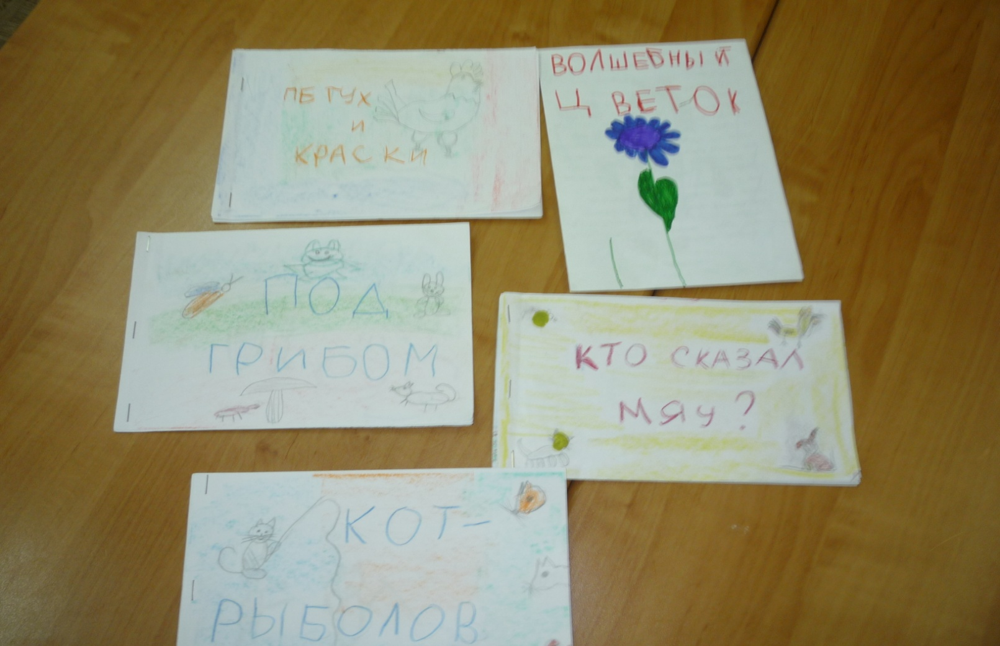 ПЕТУХ
И
КРАСКИ
ВОЛШЕБНЫЙ
ЦВЕТОК
ПОД
ГРИБОМ
КТО СКАЗАЛ
МЯУ?
КОТ-
РЫБОЛОВ